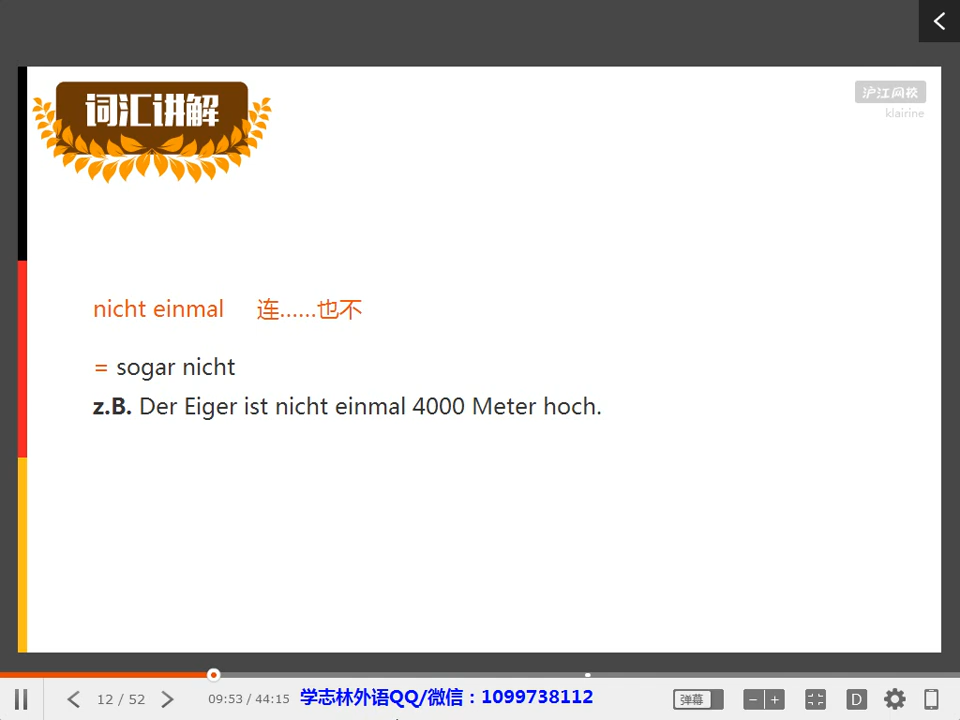 词汇讲解
沪江网校
klairine
nicht einmal 连……也不
= sogar nicht
z.B. Der Eiger ist nicht einmal 4000 Meter hoch.
12 / 52
09:53 / 44:15
学志林外语QQ/微信：1099738112
弹幕
D